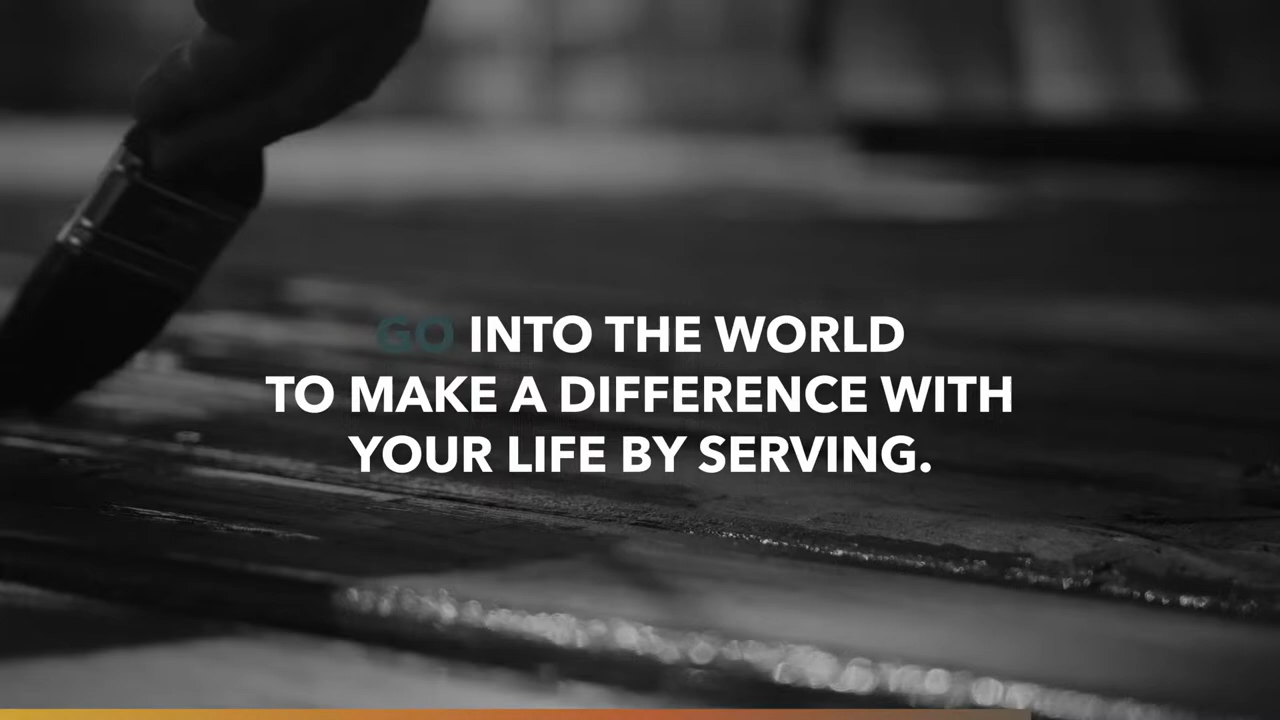 GO INTO THE WORLD
TO MAKE A DIFFERENCE WITH
YOUR LIFE BY SERVING.